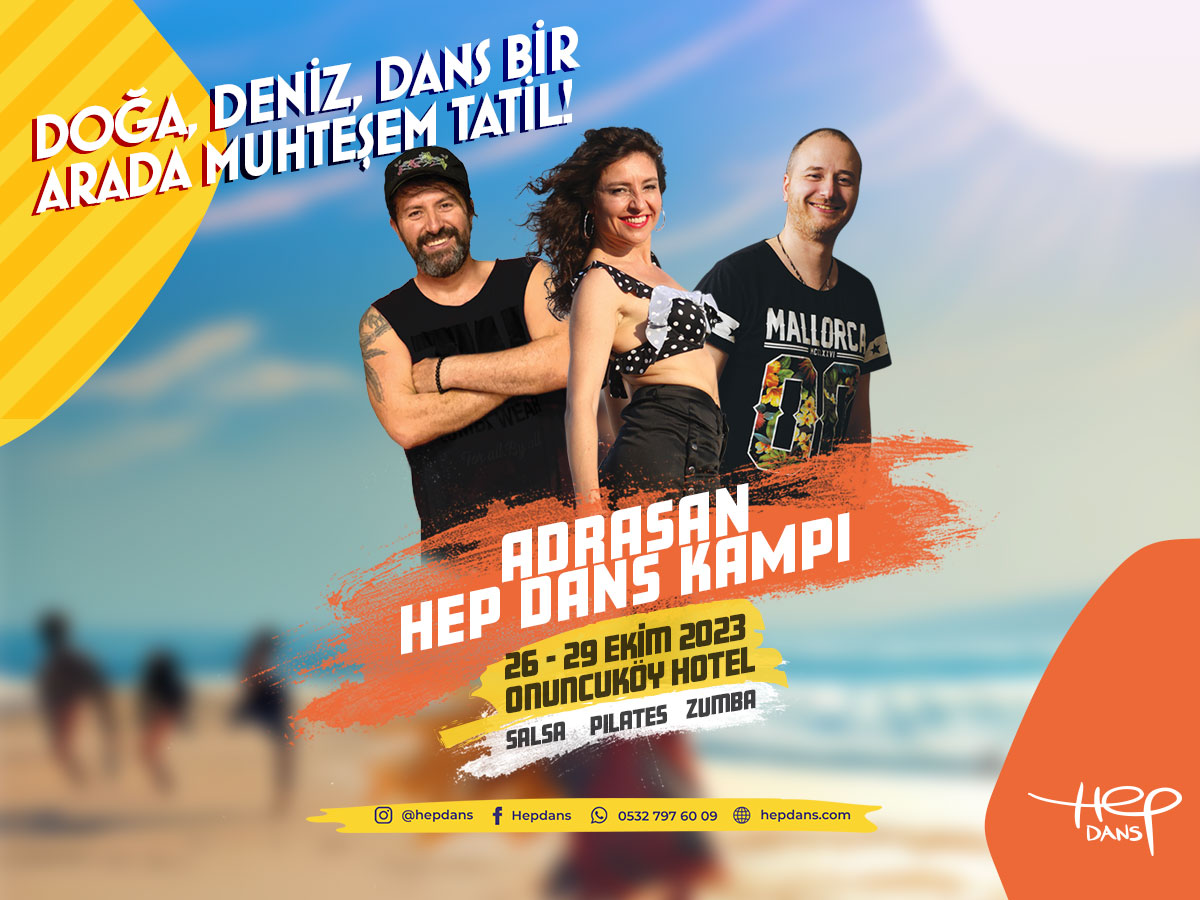 DOĞA, DENİZ, DANS BİR
ARADA MUHTEŞEM TATİL!
MALLORCA
ADRASAN
HEP DANS KAMPI
26 - 29 EKİM 2023
ONUNCUKÖY HOTEL
SALSA PILATES ZUMBA
@hepdans Hepdans 0532 797 60 09 hepdans.com
Hep
DANS